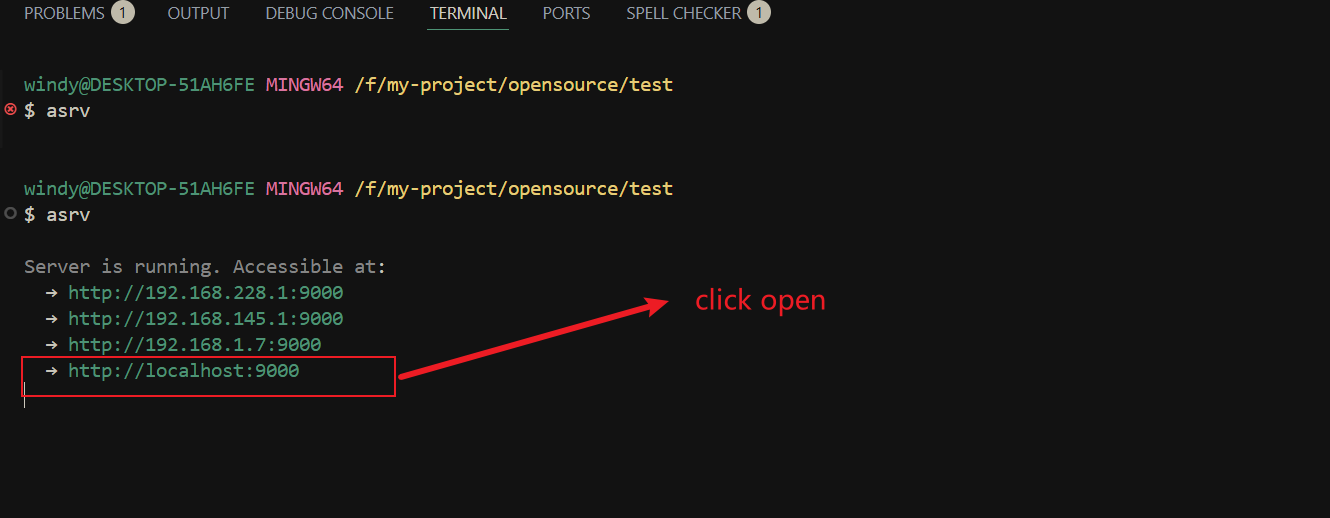 PROBLEMS 1 OUTPUT DEBUG CONSOLE TERMINAL PORTS SPELL CHECKER 1
windy@DESKTOP-51AH6FE MINGW64 /f/my-project/opensource/test
$ asrv
windy@DESKTOP-51AH6FE MINGW64 /f/my-project/opensource/test
$ asrv
Server is running. Accessible at:
→ http://192.168.228.1:9000
→ http://192.168.145.1:9000
→ http://192.168.1.7:9000
→ http://localhost:9000
click open